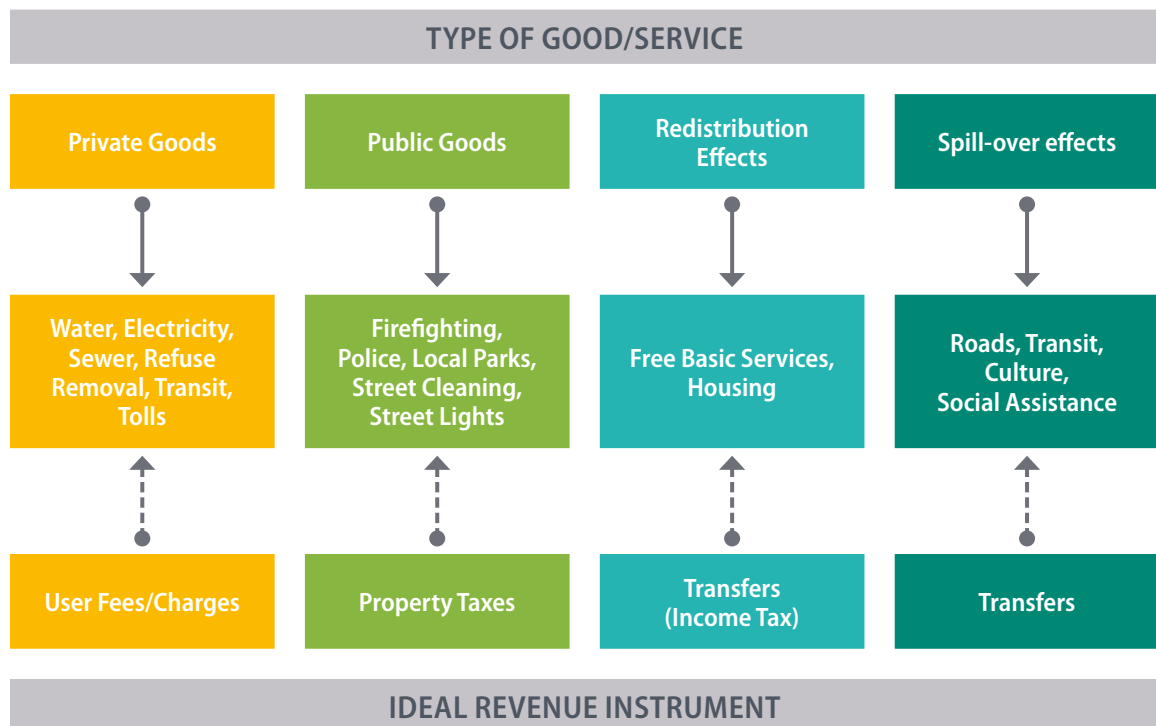 TYPE OF GOOD/SERVICE
Private Goods
Public Goods
Redistribution
Effects
Spill-over effects
Water, Electricity,
Sewer, Refuse
Removal, Transit,
Tolls
Firefighting,
Police, Local Parks,
Street Cleaning,
Street Lights
Free Basic Services,
Housing
Roads, Transit,
Culture,
Social Assistance
User Fees/Charges
Property Taxes
Transfers
(Income Tax)
Transfers
IDEAL REVENUE INSTRUMENT